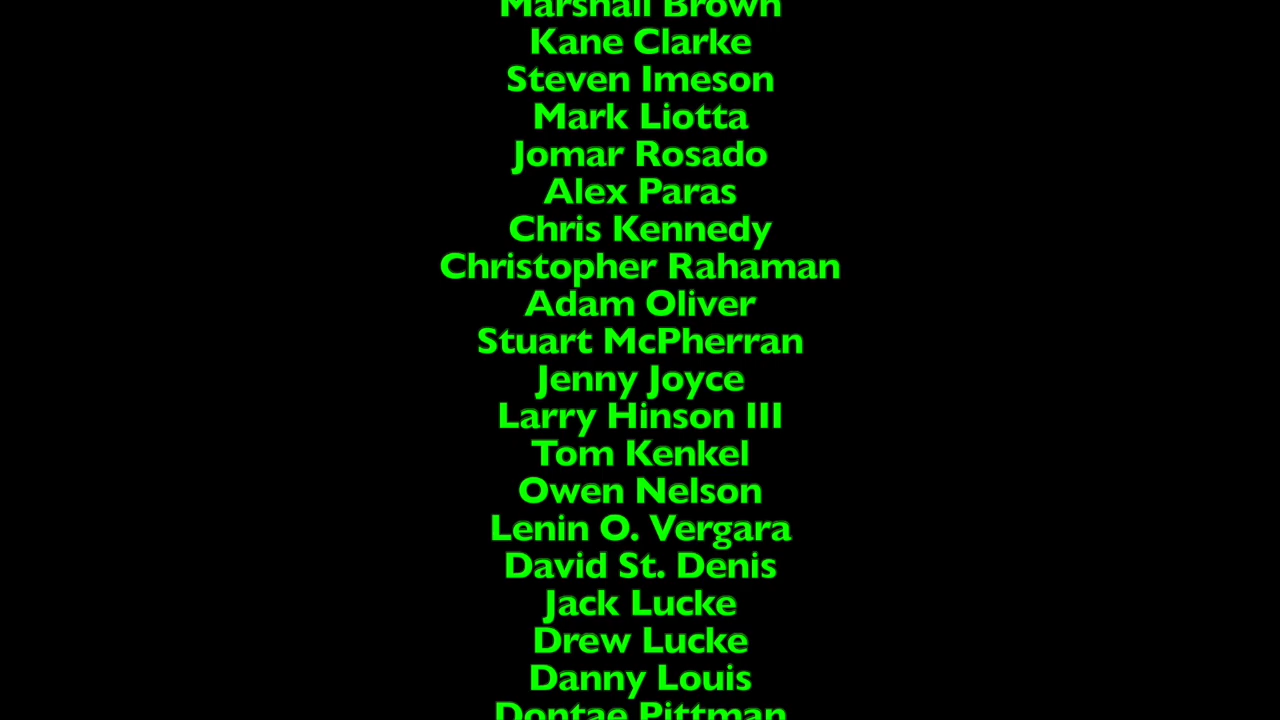 Marshall Brown
Kane Clarke
Steven Imeson
Mark Liotta
Jomar Rosado
Alex Paras
Chris Kennedy
Christopher Rahaman
Adam Oliver
Stuart McPherran
Jenny Joyce
Larry Hinson III
Tom Kenkel
Owen Nelson
Lenin O. Vergara
David St. Denis
Jack Lucke
Drew Lucke
Danny Louis
Dontae Pittman